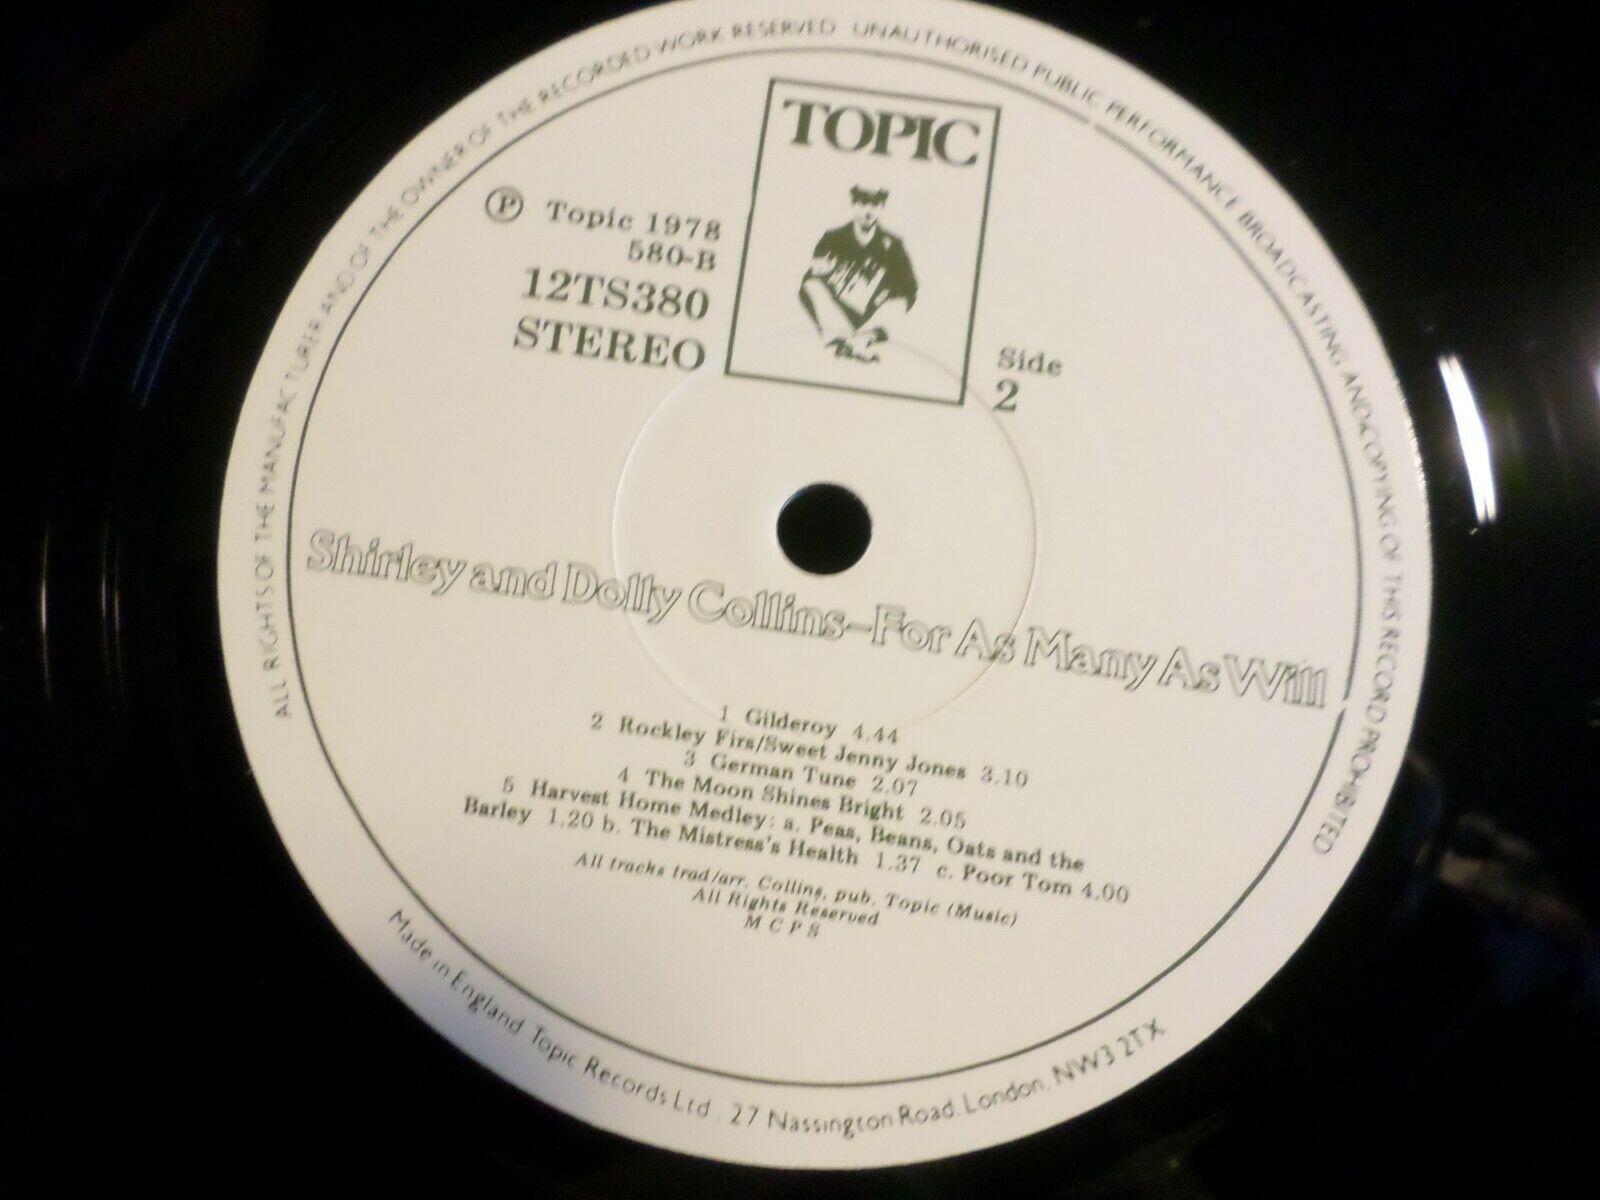 ALL RIGHTS OF THE MANUFACTURER AND OF THE OWNER OF THE RECORDED WORK RESERVED UNAUTHORISED PUBLIC PERFORMANCE BROADCASTING AND COPYING OF THIS RECORD PROHIBITED
TOPIC
Ⓟ Topic 1978
580-B
12TS380
STEREO
Side
2
Shirley and Dolly Collins–For As Many As Will
1 Gilderoy 4.44
2 Rockley Firs/Sweet Jenny Jones 3.10
3 German Tune 2.07
4 The Moon Shines Bright 2.05
5 Harvest Home Medley: a. Peas, Beans, Oats and the
Barley 1.20 b. The Mistress's Health 1.37 c. Poor Tom 4.00
All tracks trad/arr. Collins, pub. Topic (Music)
All Rights Reserved
M C P S
Made in England Topic Records Ltd. 27 Nassington Road. London. NW3 2TX